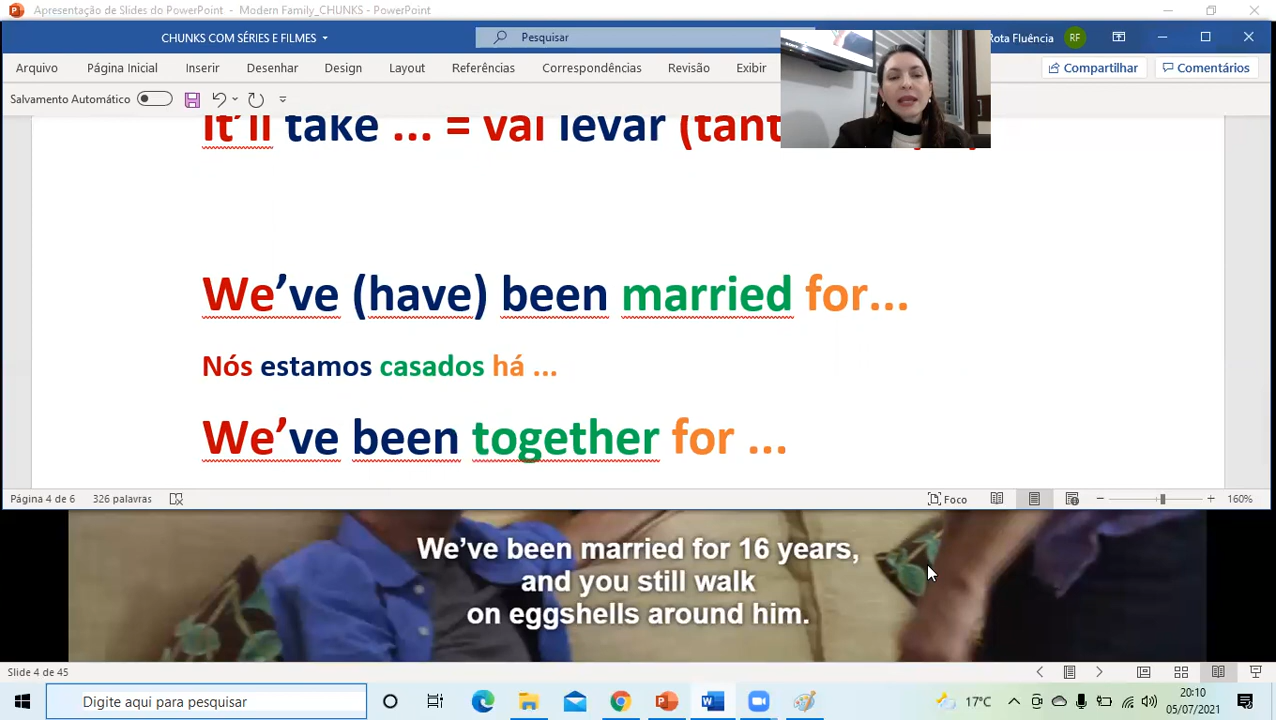 Apresentação de Slides do PowerPoint - Modern Family_CHUNKS - PowerPoint
CHUNKS COM SÉRIES E FILMES
Pesquisar
Rota Fluência RF
Arquivo Página Inicial Inserir Desenhar Design Layout Referências Correspondências Revisão Exibir
Compartilhar Comentários
Salvamento Automático
It'll take ... = vai levar (tant
We've (have) been married for...
Nós estamos casados há ...
We've been together for ...
Página 4 de 6 326 palavras
Foco 160%
We've been married for 16 years,
and you still walk
on eggshells around him.
Slide 4 de 45
Digite aqui para pesquisar
17°C
20:10
05/07/2021